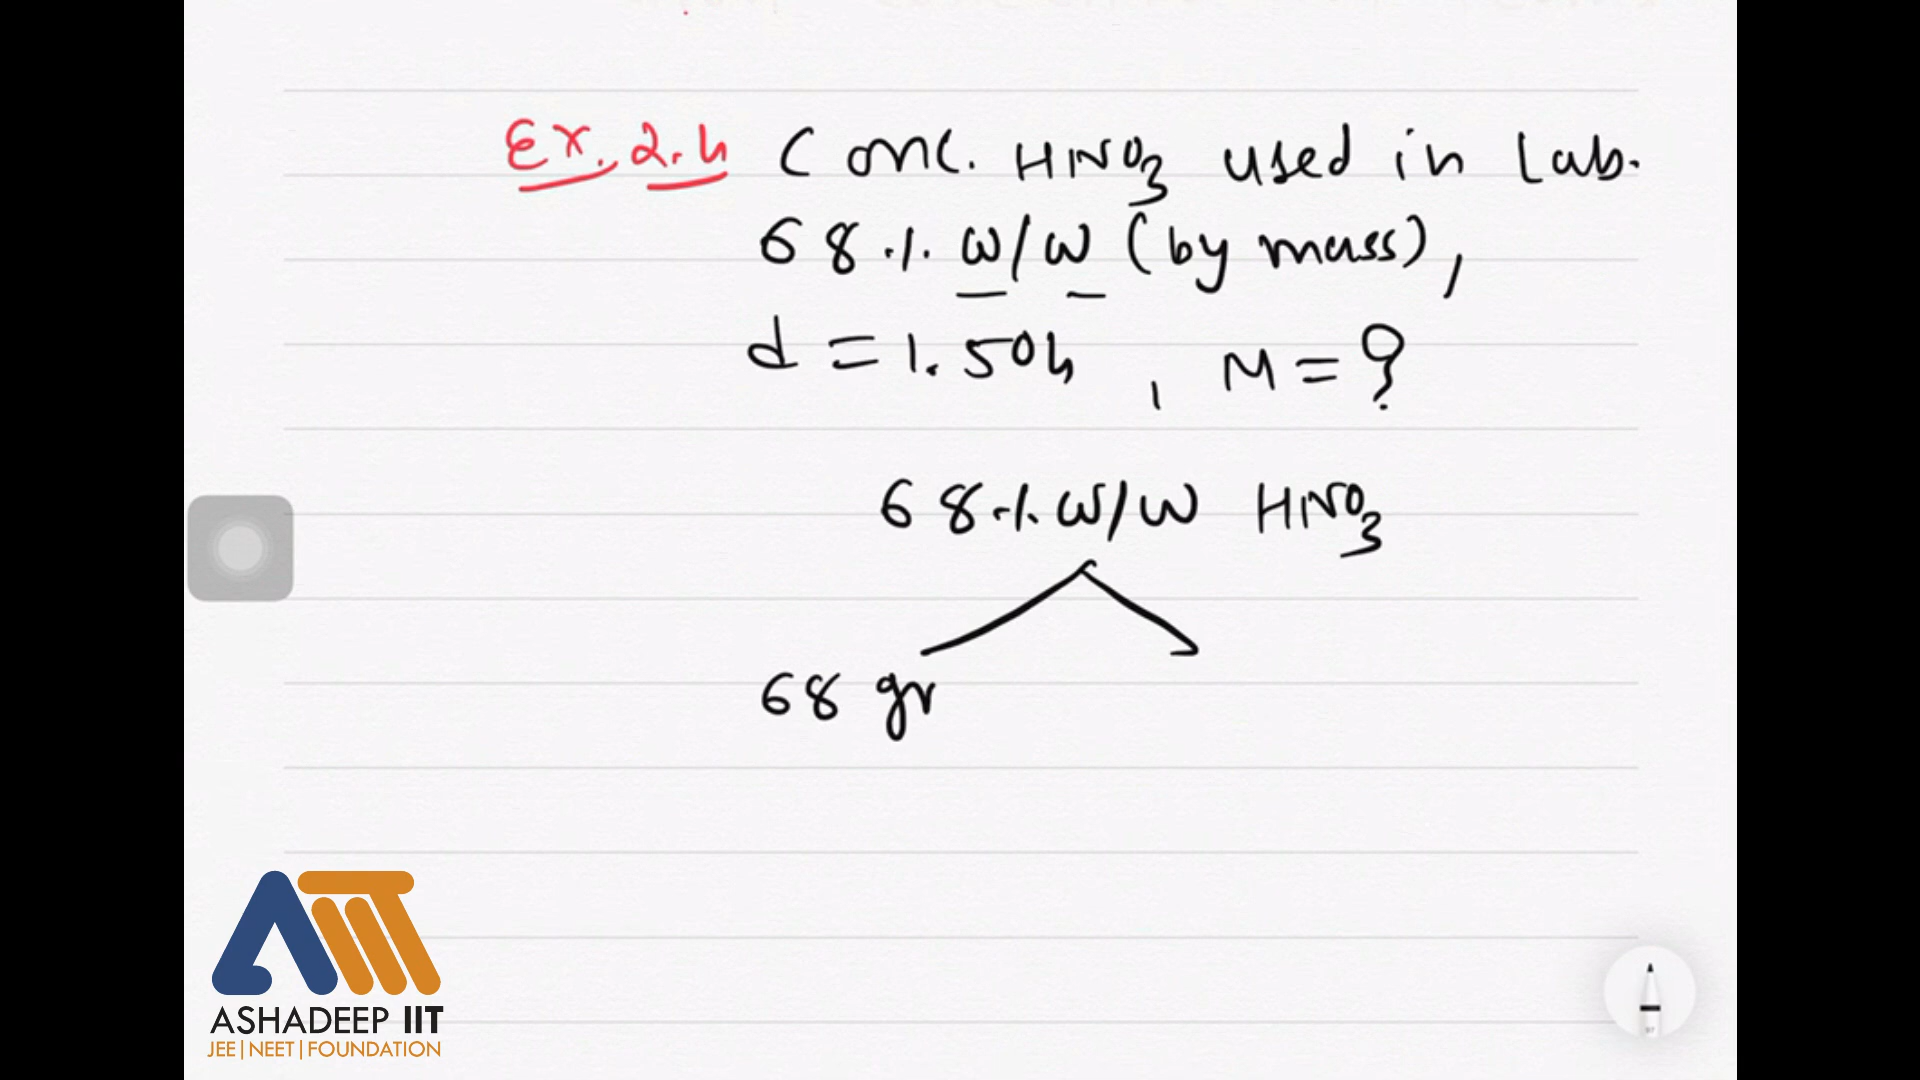 Ex. 2.4 Conc. HNO3 used in Lab.
68 % w/w (by mass),
d = 1.504 , M = ?
68 % w/w HNO3
68 gr
ASHADEEP IIT
JEE | NEET | FOUNDATION